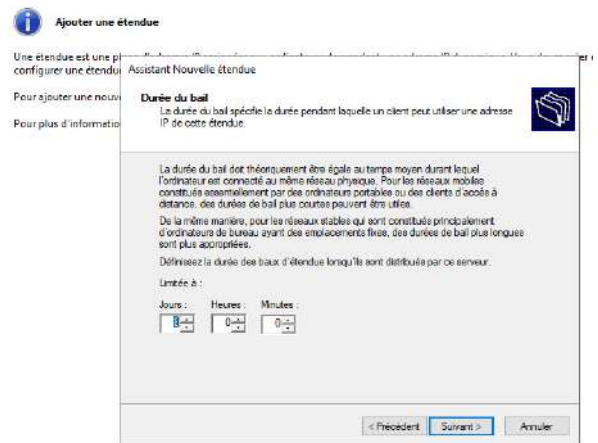 Ajouter une étendue
Une étendue est une
configurer une étendu
Pour ajouter une nouv
Pour plus d'informatio
Assistant Nouvelle étendue
Durée du bail
La durée du bail spécifie la durée pendant laquelle un client peut utiliser une adresse
IP de cette étendue.
La durée du bail doit théoriquement être égale au temps moyen durant lequel
l'ordinateur est connecté au même réseau physique. Pour les réseaux mobiles
constitués essentiellement par des ordinateurs portables ou des clients d'accès à
distance, des durées de bail plus courtes peuvent être utiles.
De la même manière, pour les réseaux stables qui sont constitués principalement
d'ordinateurs de bureau ayant des emplacements fixes, des durées de bail plus longues
sont plus appropriées.
Définissez la durée des baux d'étendue lorsqu'ils sont distribués par ce serveur.
Limitée à :
Jours : Heures : Minutes :
8 0 0
< Précédent Suivant > Annuler